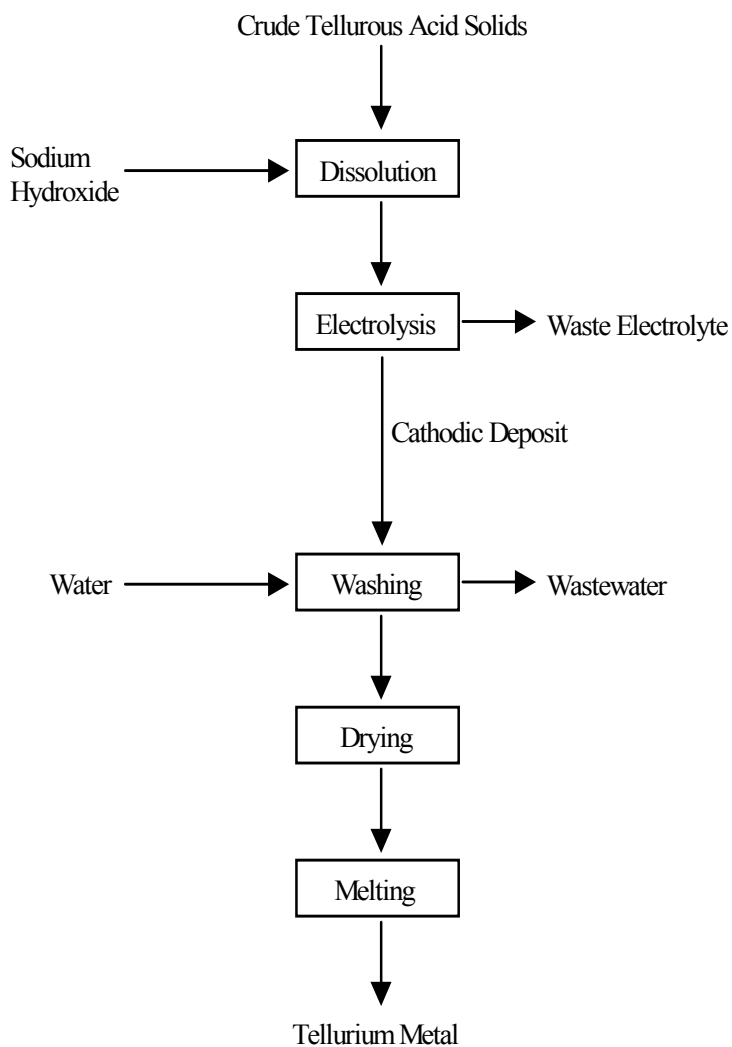 Crude Tellurous Acid Solids
Sodium
Hydroxide
Dissolution
Electrolysis
Waste Electrolyte
Cathodic Deposit
Water
Washing
Wastewater
Drying
Melting
Tellurium Metal